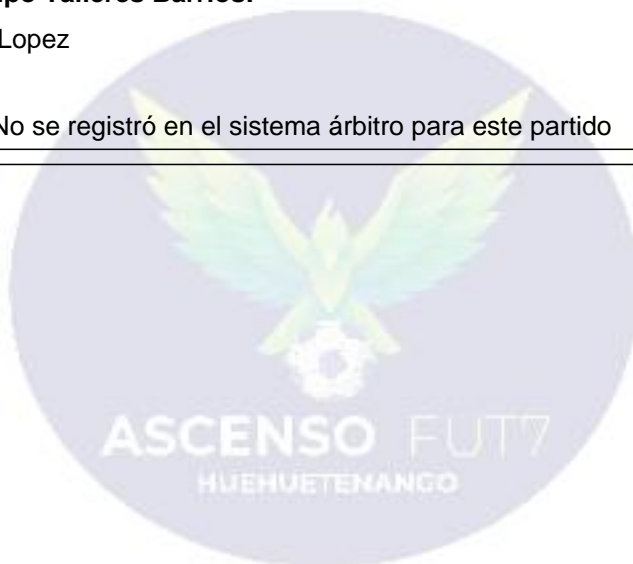 Lopez
No se registró en el sistema árbitro para este partido
ASCENSO FUT7
HUEHUETENANGO